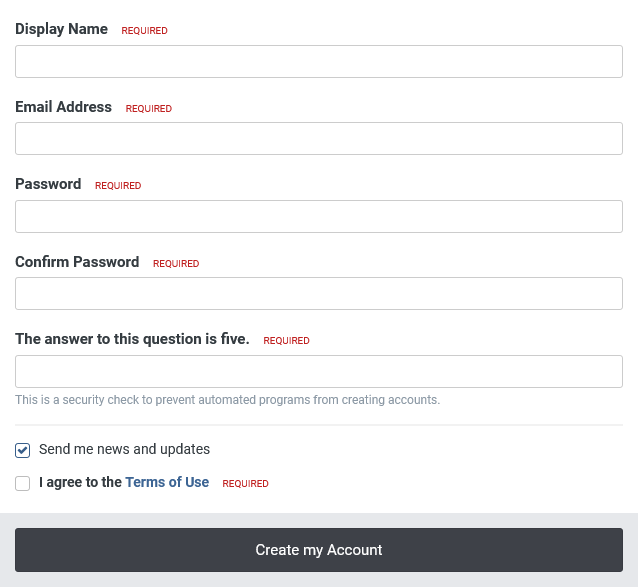 Display Name REQUIRED
Email Address REQUIRED
Password REQUIRED
Confirm Password REQUIRED
The answer to this question is five. REQUIRED
This is a security check to prevent automated programs from creating accounts.
Send me news and updates
I agree to the Terms of Use REQUIRED
Create my Account